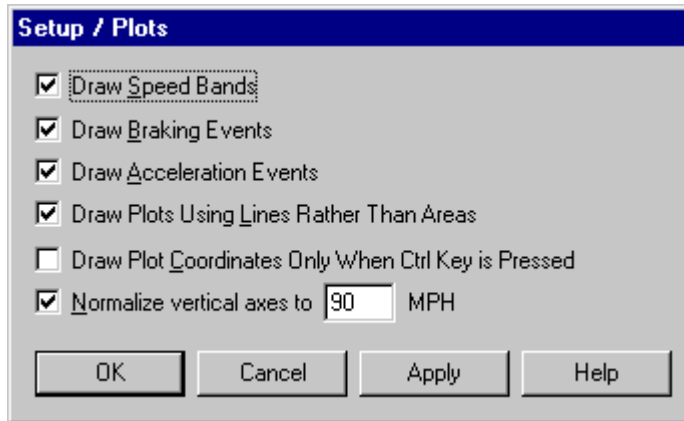 Setup / Plots
Draw Speed Bands
Draw Braking Events
Draw Acceleration Events
Draw Plots Using Lines Rather Than Areas
Draw Plot Coordinates Only When Ctrl Key is Pressed
Normalize vertical axes to 90 MPH
OK Cancel Apply Help